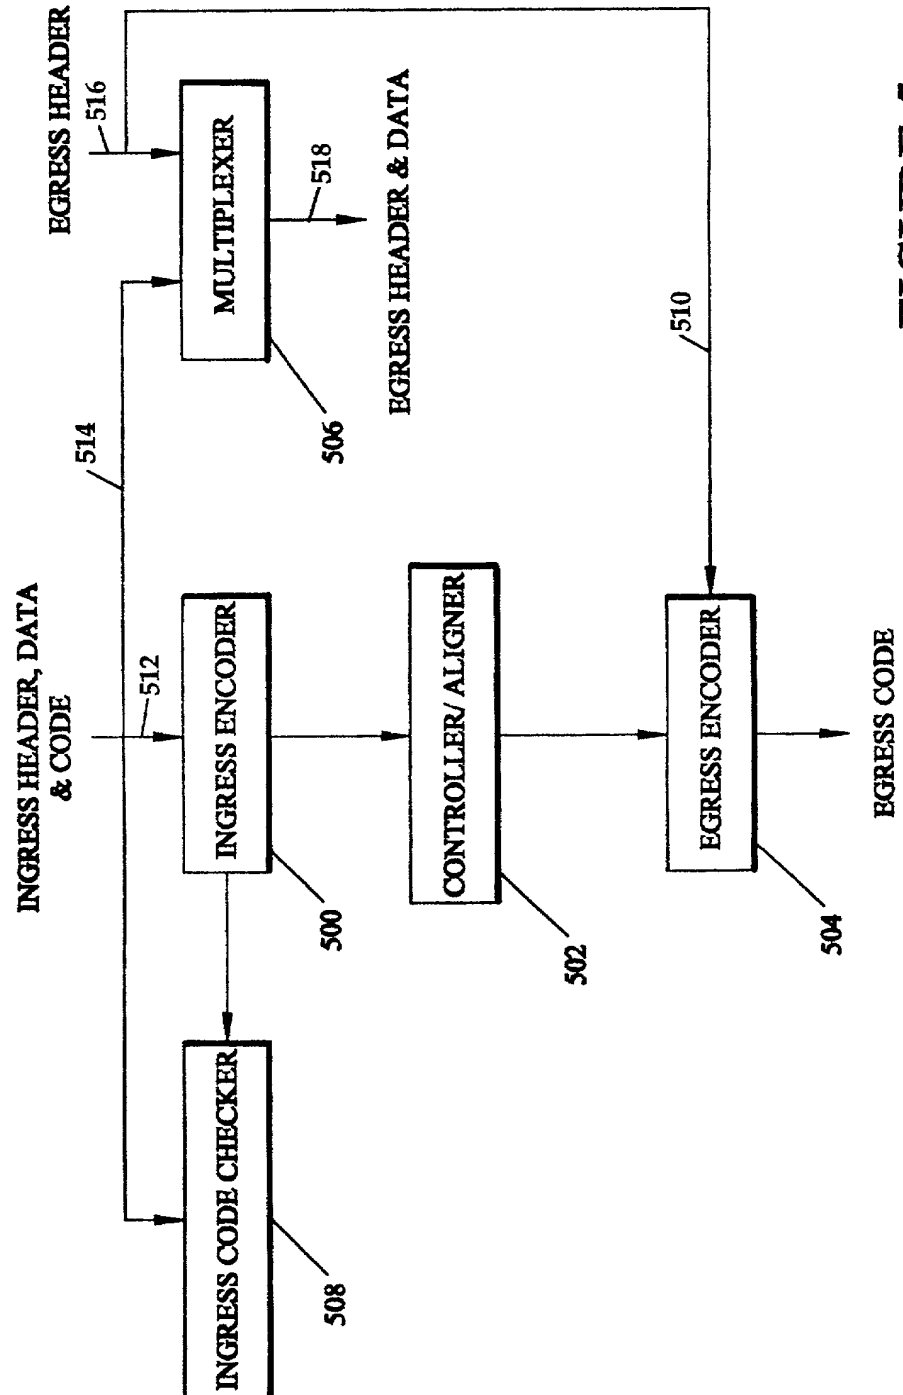 INGRESS HEADER, DATA
& CODE
EGRESS HEADER
516
514
512
INGRESS CODE CHECKER
508
INGRESS ENCODER
500
MULTIPLEXER
506
518
EGRESS HEADER & DATA
CONTROLLER/ ALIGNER
502
510
EGRESS ENCODER
504
EGRESS CODE